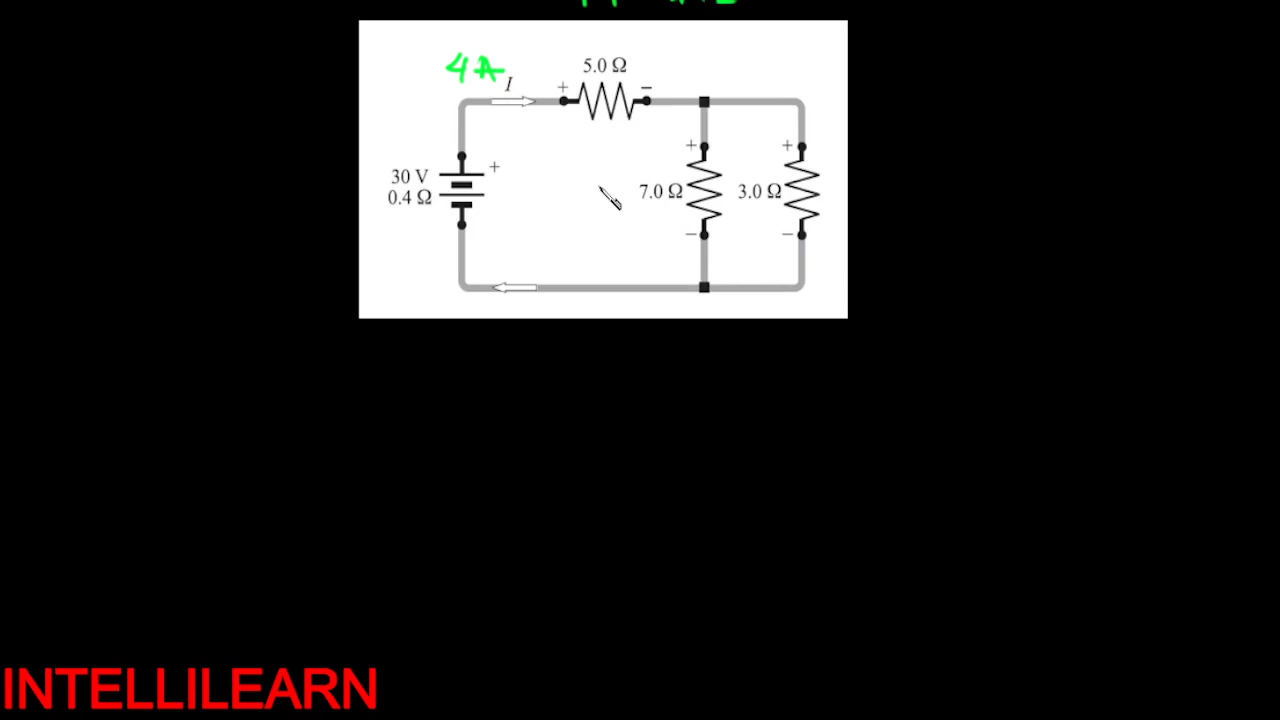 4A
I
+ 5.0 Ω −
30 V +
0.4 Ω
+ 7.0 Ω −
+ 3.0 Ω −
INTELLILEARN